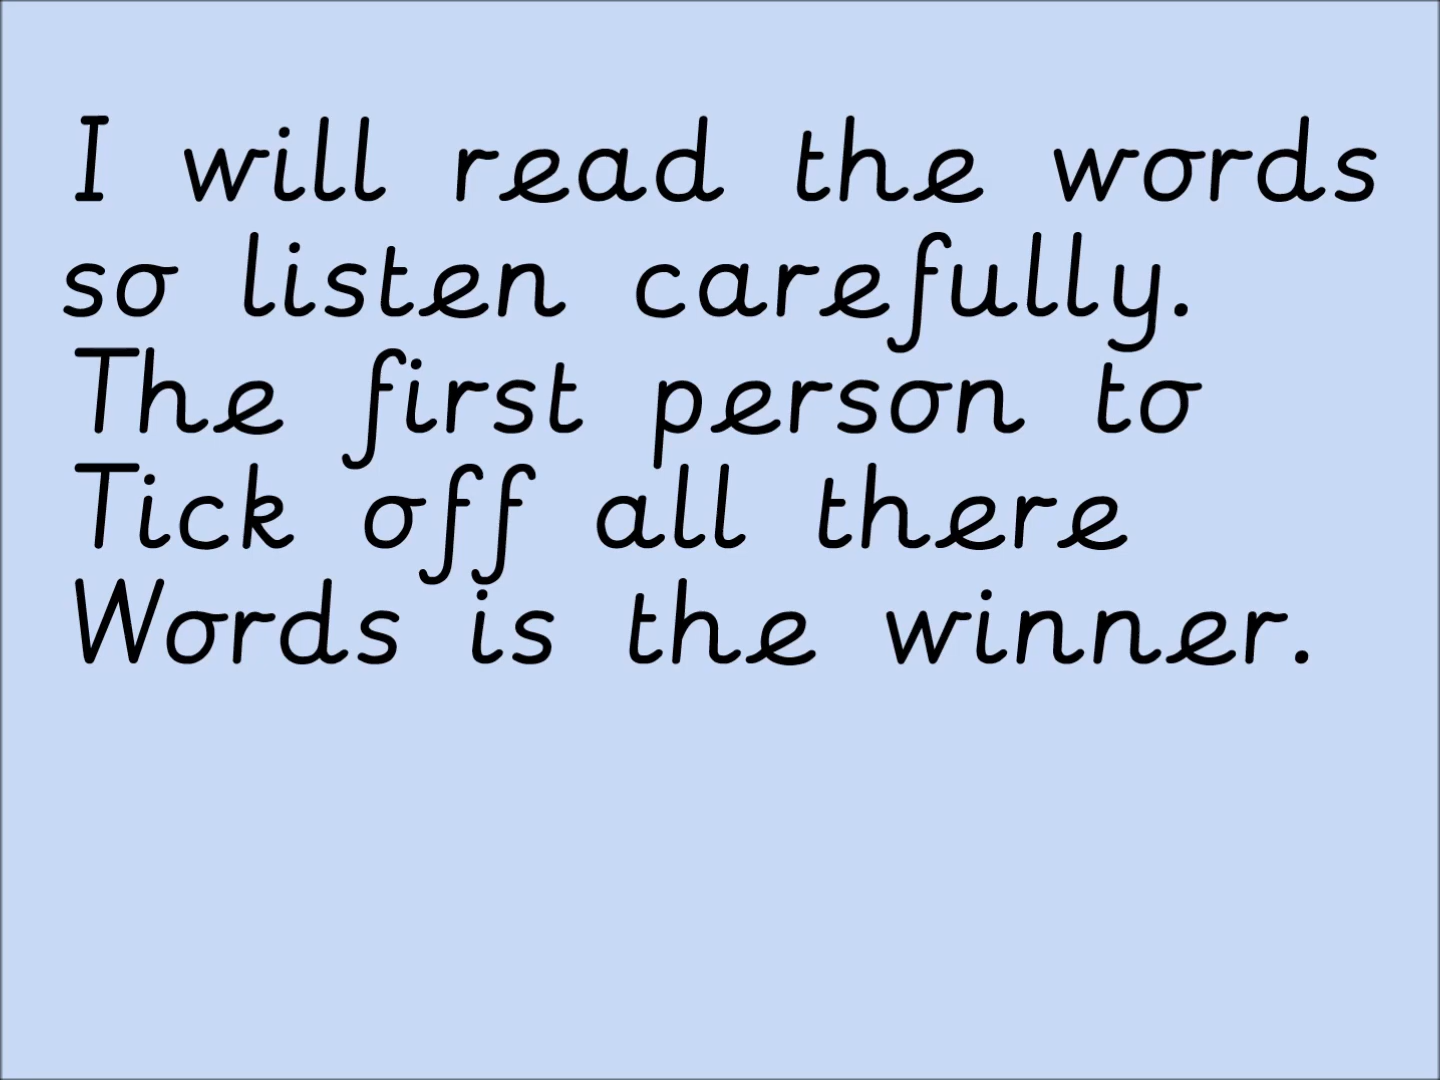 I will read the words
so listen carefully.
The first person to
Tick off all there
Words is the winner.